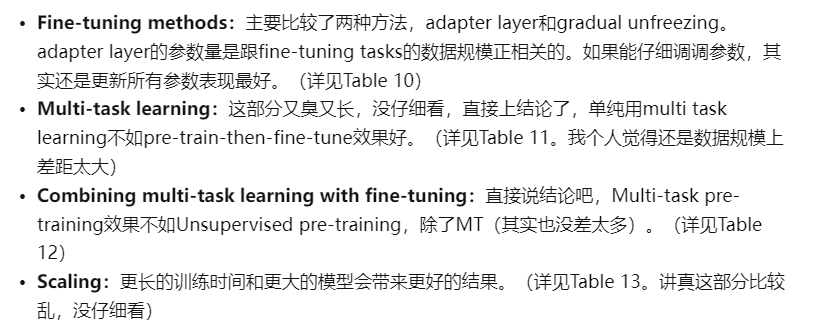 • Fine-tuning methods：主要比较了两种方法，adapter layer和gradual unfreezing。
adapter layer的参数量是跟fine-tuning tasks的数据规模正相关的。如果能仔细调调参数，其
实还是更新所有参数表现最好。（详见Table 10）
• Multi-task learning：这部分又臭又长，没仔细看，直接上结论了，单纯用multi task
learning不如pre-train-then-fine-tune效果好。（详见Table 11。我个人觉得还是数据规模上
差距太大）
• Combining multi-task learning with fine-tuning：直接说结论吧，Multi-task pre-
training效果不如Unsupervised pre-training，除了MT（其实也没差太多）。（详见Table
12）
• Scaling：更长的训练时间和更大的模型会带来更好的结果。（详见Table 13。讲真这部分比较
乱，没仔细看）